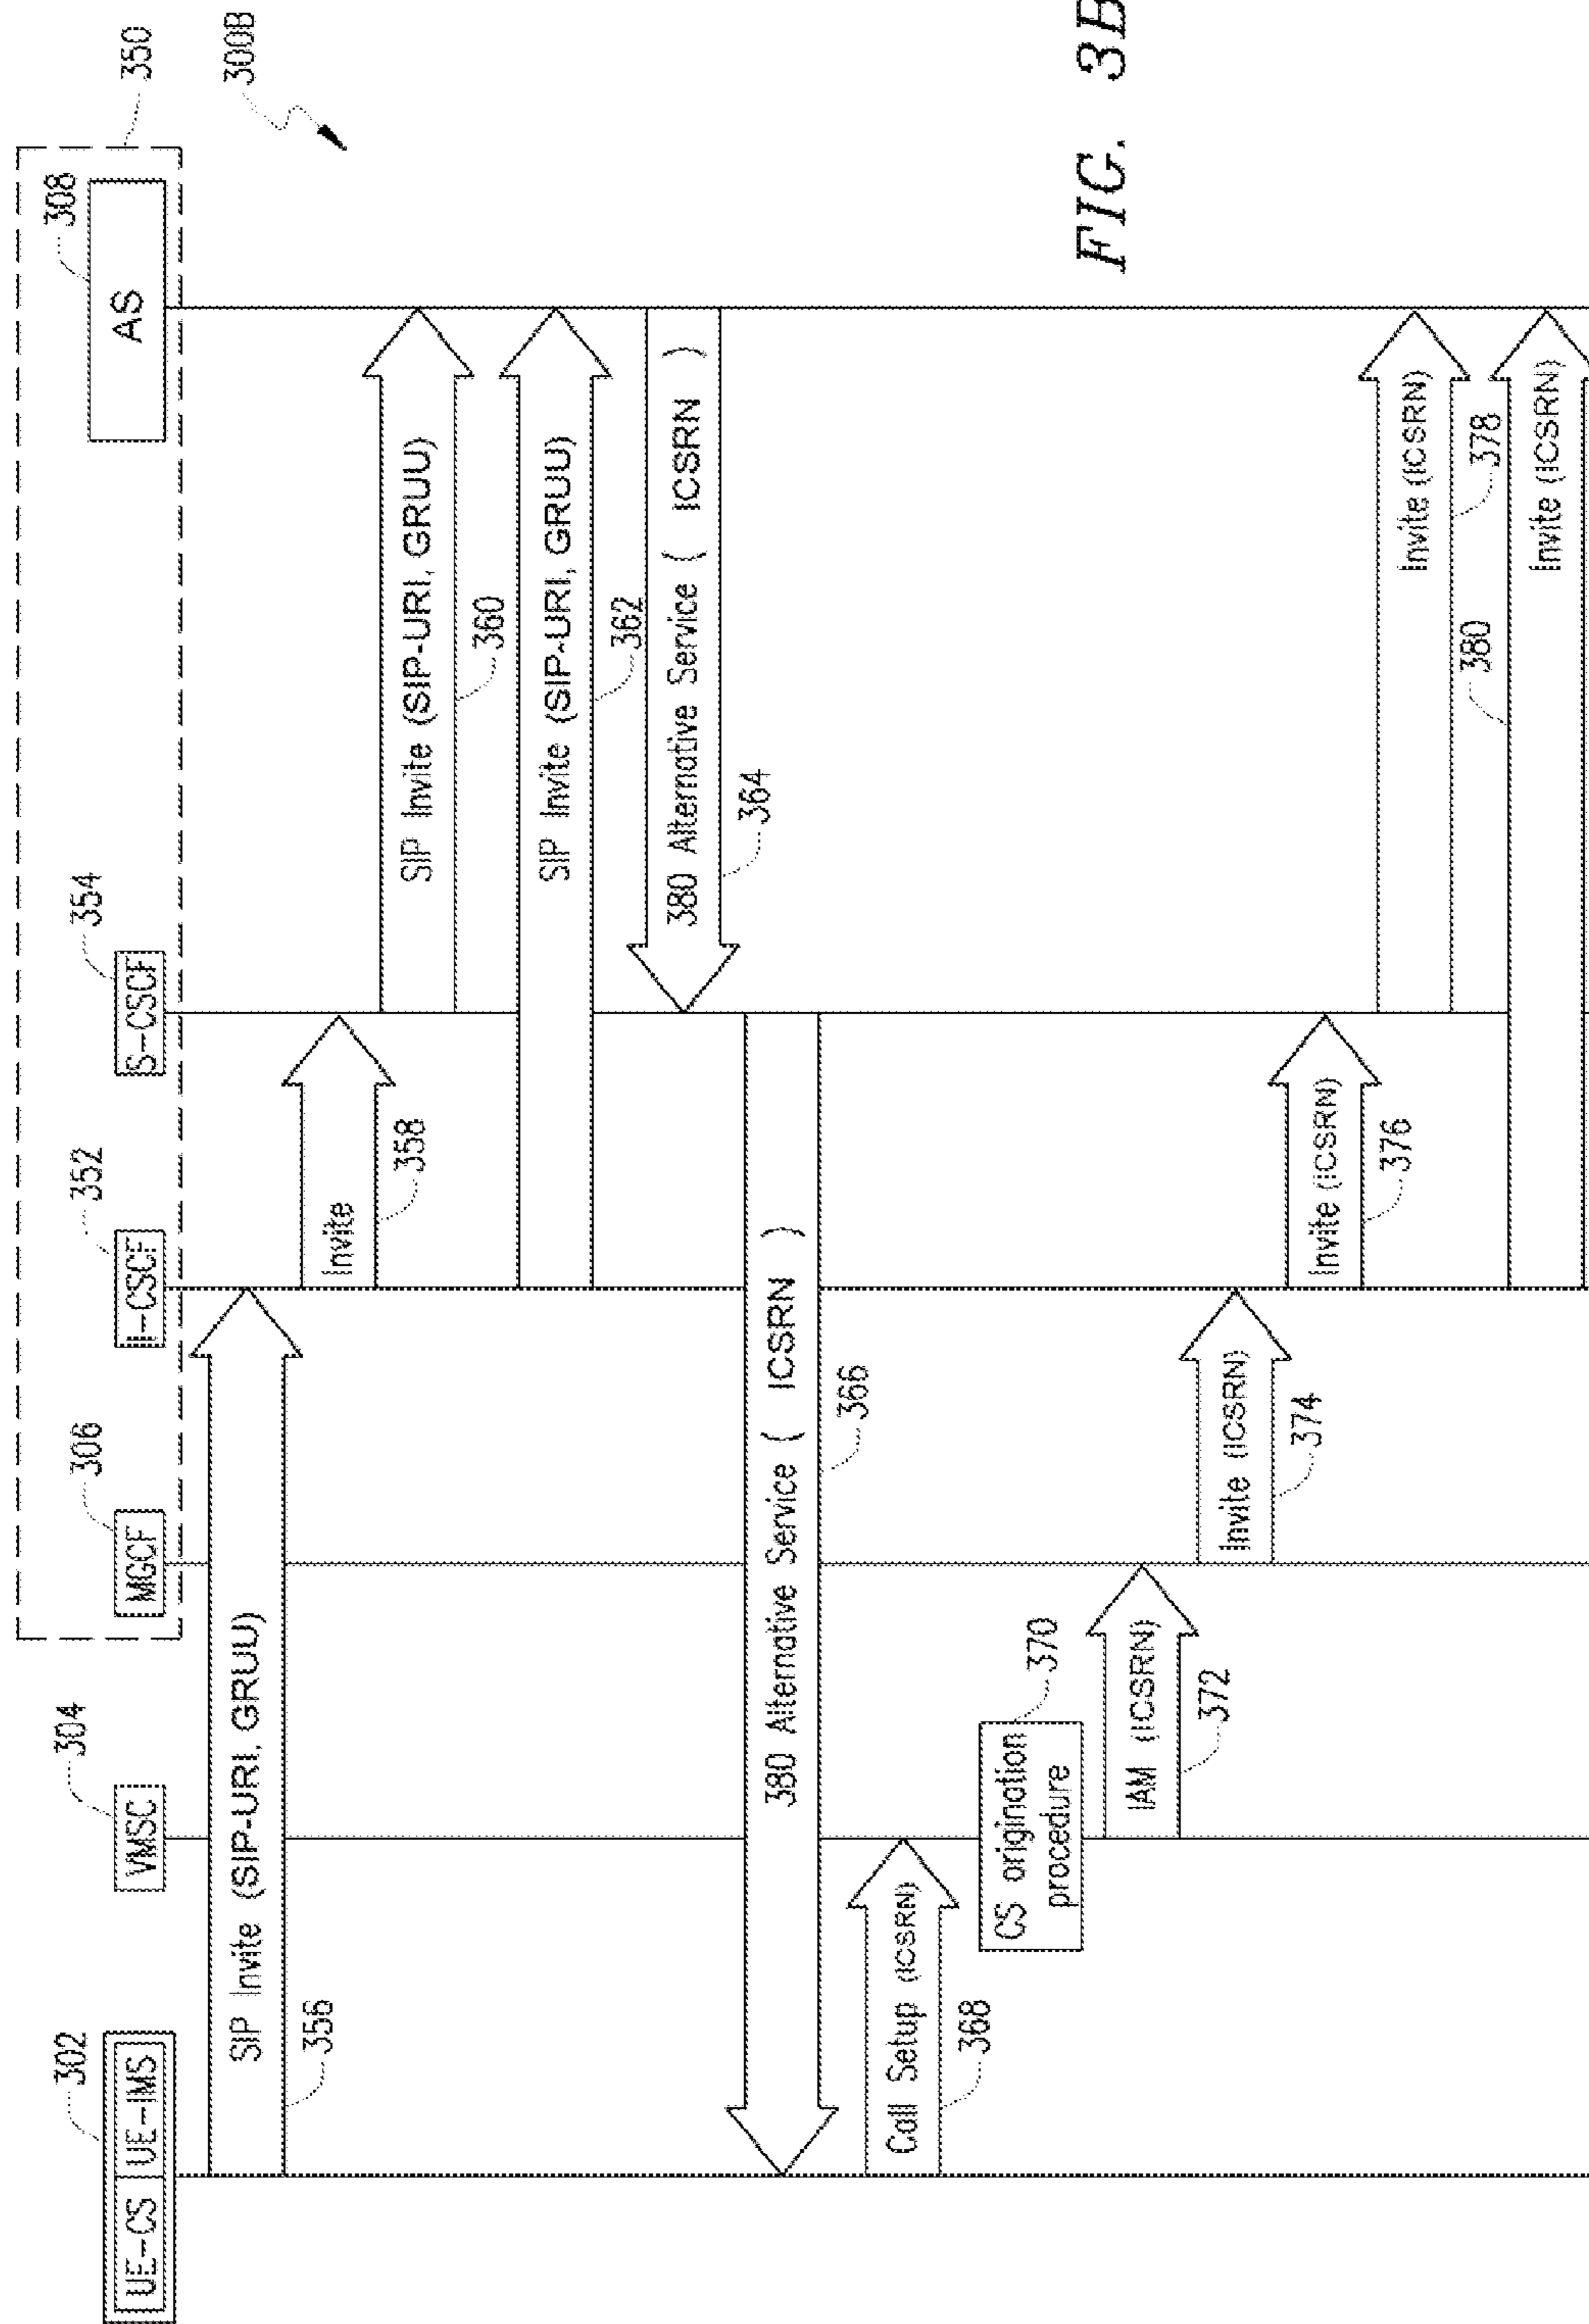 350
300B
302
304
306
352
354
308
UE-CS
UE-IMS
VMSC
MGCF
I-CSCF
S-CSCF
AS
SIP Invite (SIP-URI, GRUU)
356
Invite
358
SIP Invite (SIP-URI, GRUU)
360
SIP Invite (SIP-URI, GRUU)
362
380 Alternative Service ( ICSRN )
364
380 Alternative Service ( ICSRN )
366
Call Setup (ICSRN)
368
CS origination
procedure
370
IAM (ICSRN)
372
Invite (ICSRN)
374
Invite (ICSRN)
376
Invite (ICSRN)
378
380
Invite (ICSRN)
FIG. 3B